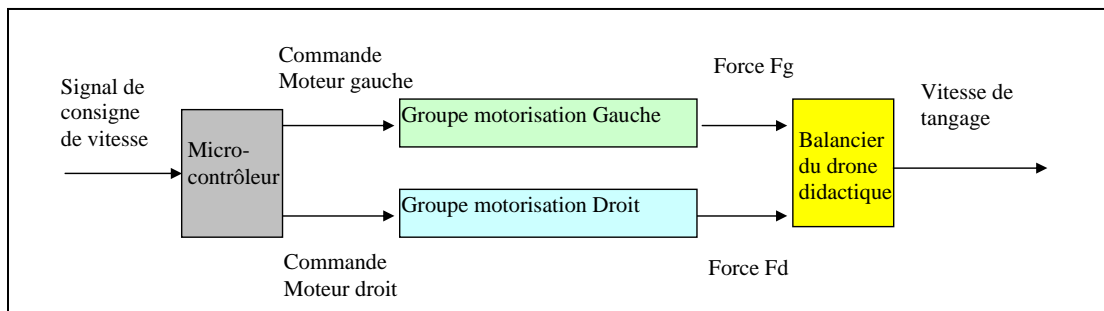 Signal de
consigne
de vitesse
Micro-
contrôleur
Commande
Moteur gauche
Groupe motorisation Gauche
Force Fg
Groupe motorisation Droit
Commande
Moteur droit
Force Fd
Balancier
du drone
didactique
Vitesse de
tangage